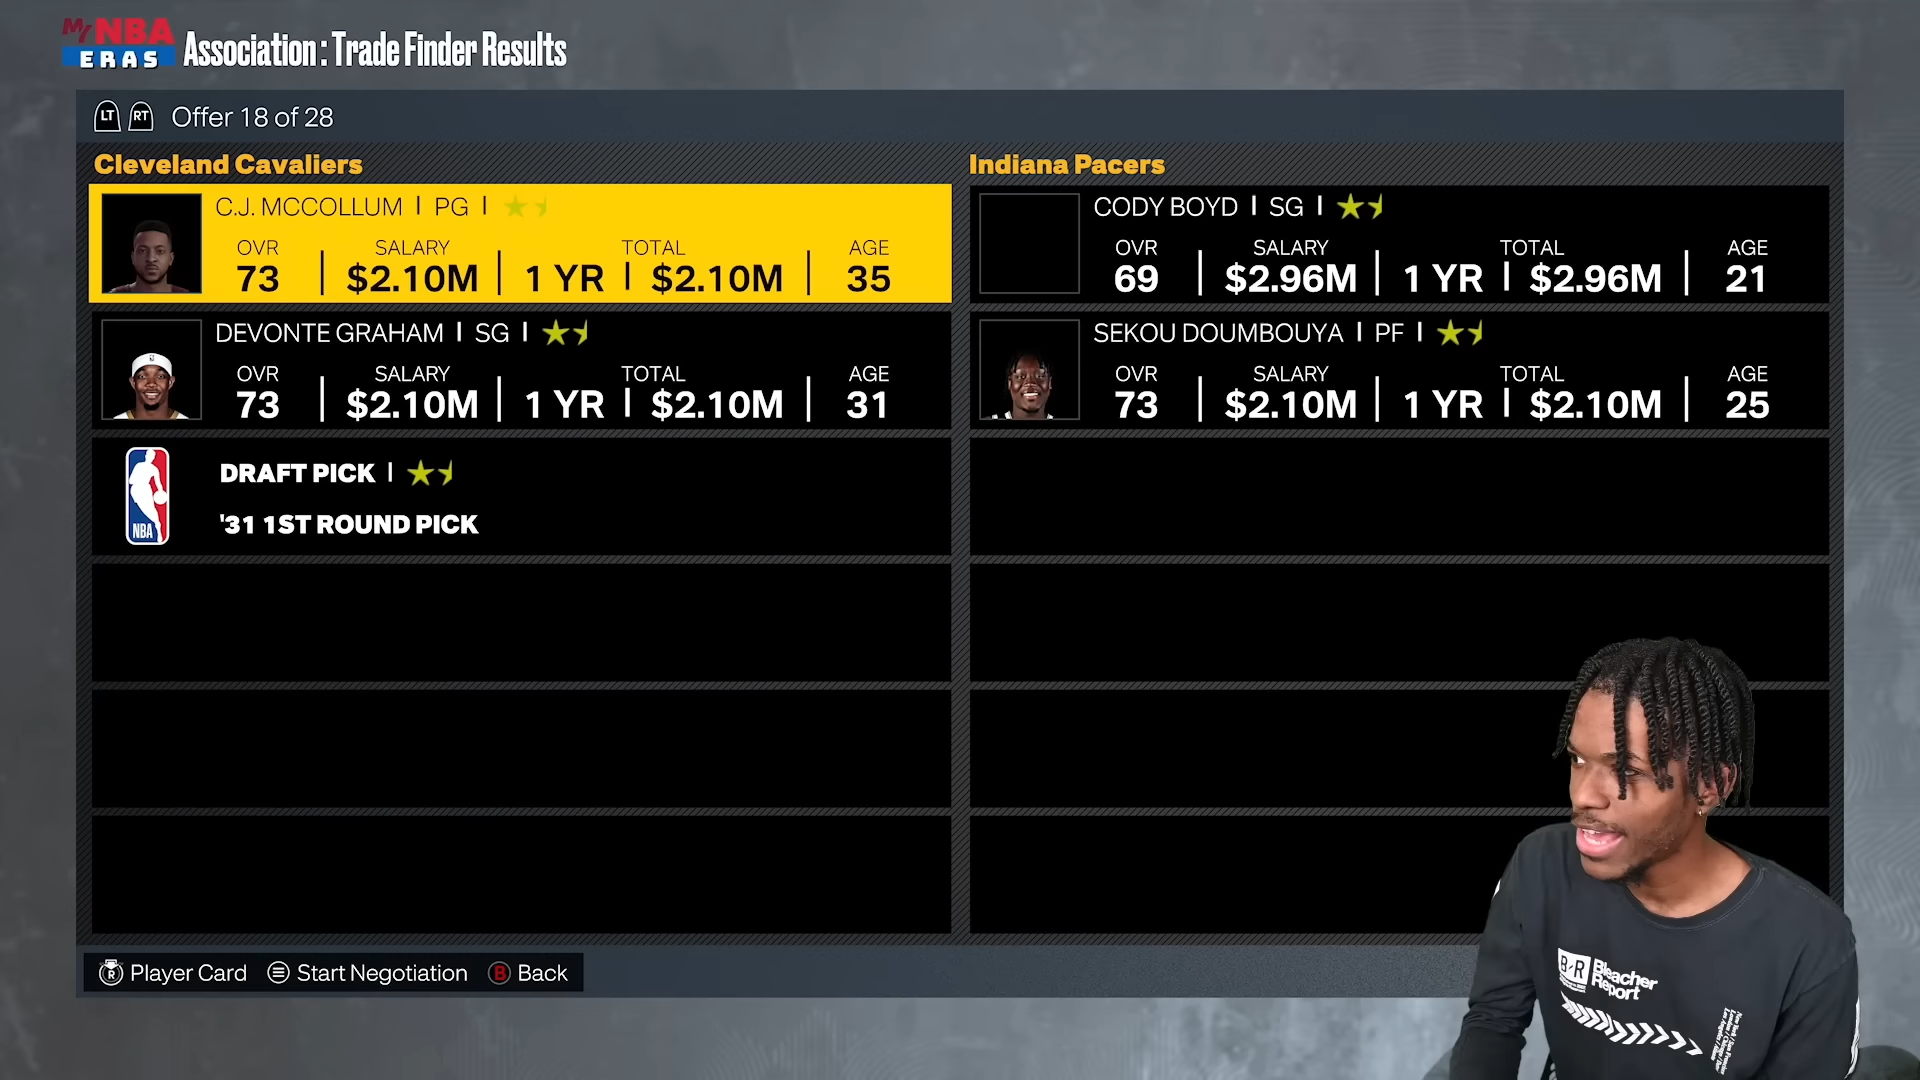 MyNBA
ERAS
Association : Trade Finder Results
LT RT Offer 18 of 28
Cleveland Cavaliers
C.J. MCCOLLUM | PG |
OVR SALARY TOTAL AGE
73 | $2.10M | 1 YR | $2.10M | 35
DEVONTE GRAHAM | SG |
OVR SALARY TOTAL AGE
73 | $2.10M | 1 YR | $2.10M | 31
NBA
DRAFT PICK |
'31 1ST ROUND PICK
Indiana Pacers
CODY BOYD | SG |
OVR SALARY TOTAL AGE
69 | $2.96M | 1 YR | $2.96M | 21
SEKOU DOUMBOUYA | PF |
OVR SALARY TOTAL AGE
73 | $2.10M | 1 YR | $2.10M | 25
R Player Card Start Negotiation B Back
B R
Bleacher
Report